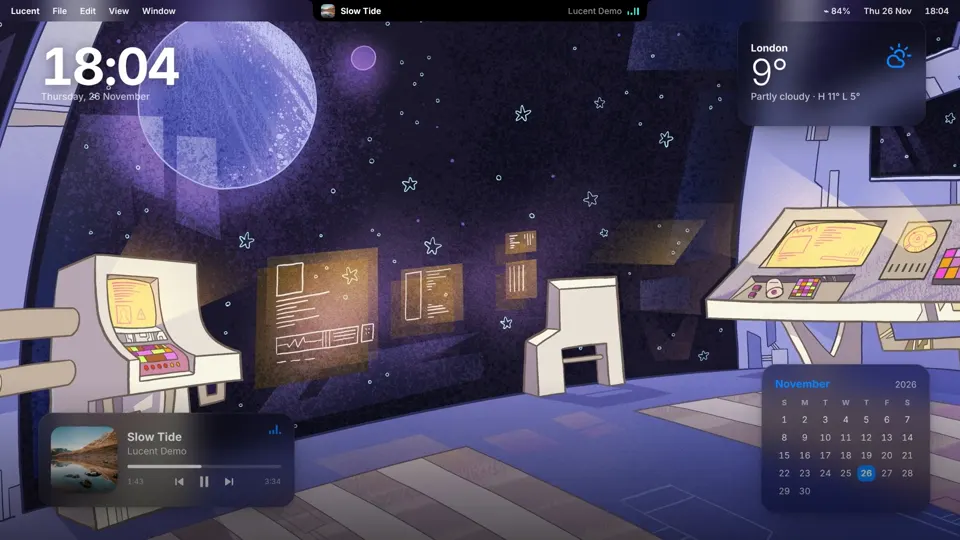 Lucent File Edit View Window
Slow Tide Lucent Demo
84% Thu 26 Nov 18:04
18:04
Thursday, 26 November
London
9°
Partly cloudy · H 11° L 5°
Slow Tide
Lucent Demo
1:43 3:34
November 2026
S M T W T F S
1 2 3 4 5 6 7
8 9 10 11 12 13 14
15 16 17 18 19 20 21
22 23 24 25 26 27 28
29 30